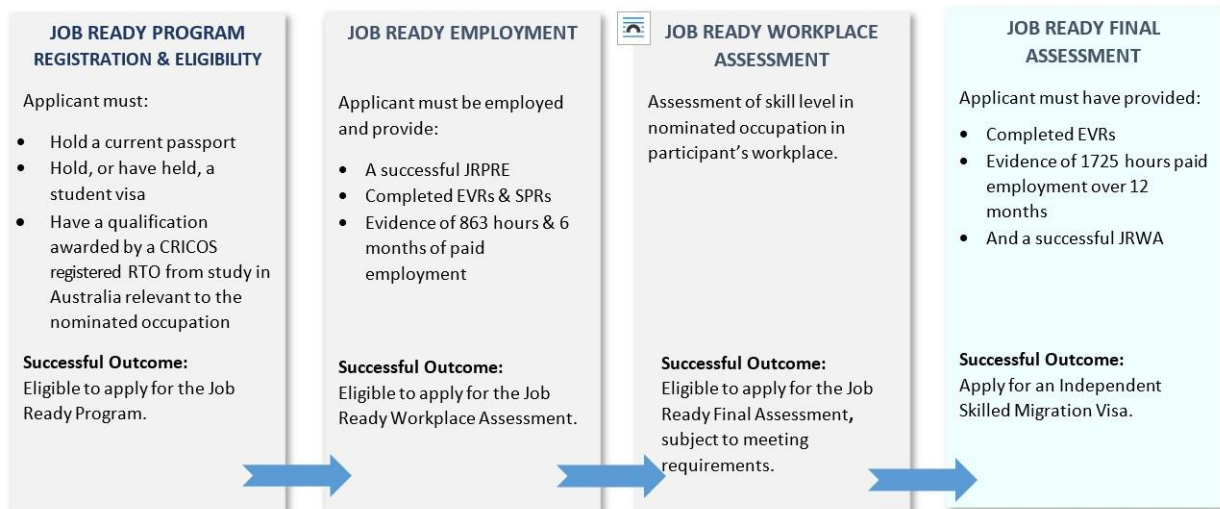 JOB READY PROGRAM
REGISTRATION & ELIGIBILITY
Applicant must:
• Hold a current passport
• Hold, or have held, a
student visa
• Have a qualification
awarded by a CRICOS
registered RTO from study in
Australia relevant to the
nominated occupation
Successful Outcome:
Eligible to apply for the Job
Ready Program.
JOB READY EMPLOYMENT
Applicant must be employed
and provide:
• A successful JRPRE
• Completed EVRs & SPRs
• Evidence of 863 hours & 6
months of paid
employment
Successful Outcome:
Eligible to apply for the Job
Ready Workplace Assessment.
JOB READY WORKPLACE
ASSESSMENT
Assessment of skill level in
nominated occupation in
participant's workplace.
Successful Outcome:
Eligible to apply for the Job
Ready Final Assessment,
subject to meeting
requirements.
JOB READY FINAL
ASSESSMENT
Applicant must have provided:
• Completed EVRs
• Evidence of 1725 hours paid
employment over 12
months
• And a successful JRWA
Successful Outcome:
Apply for an Independent
Skilled Migration Visa.